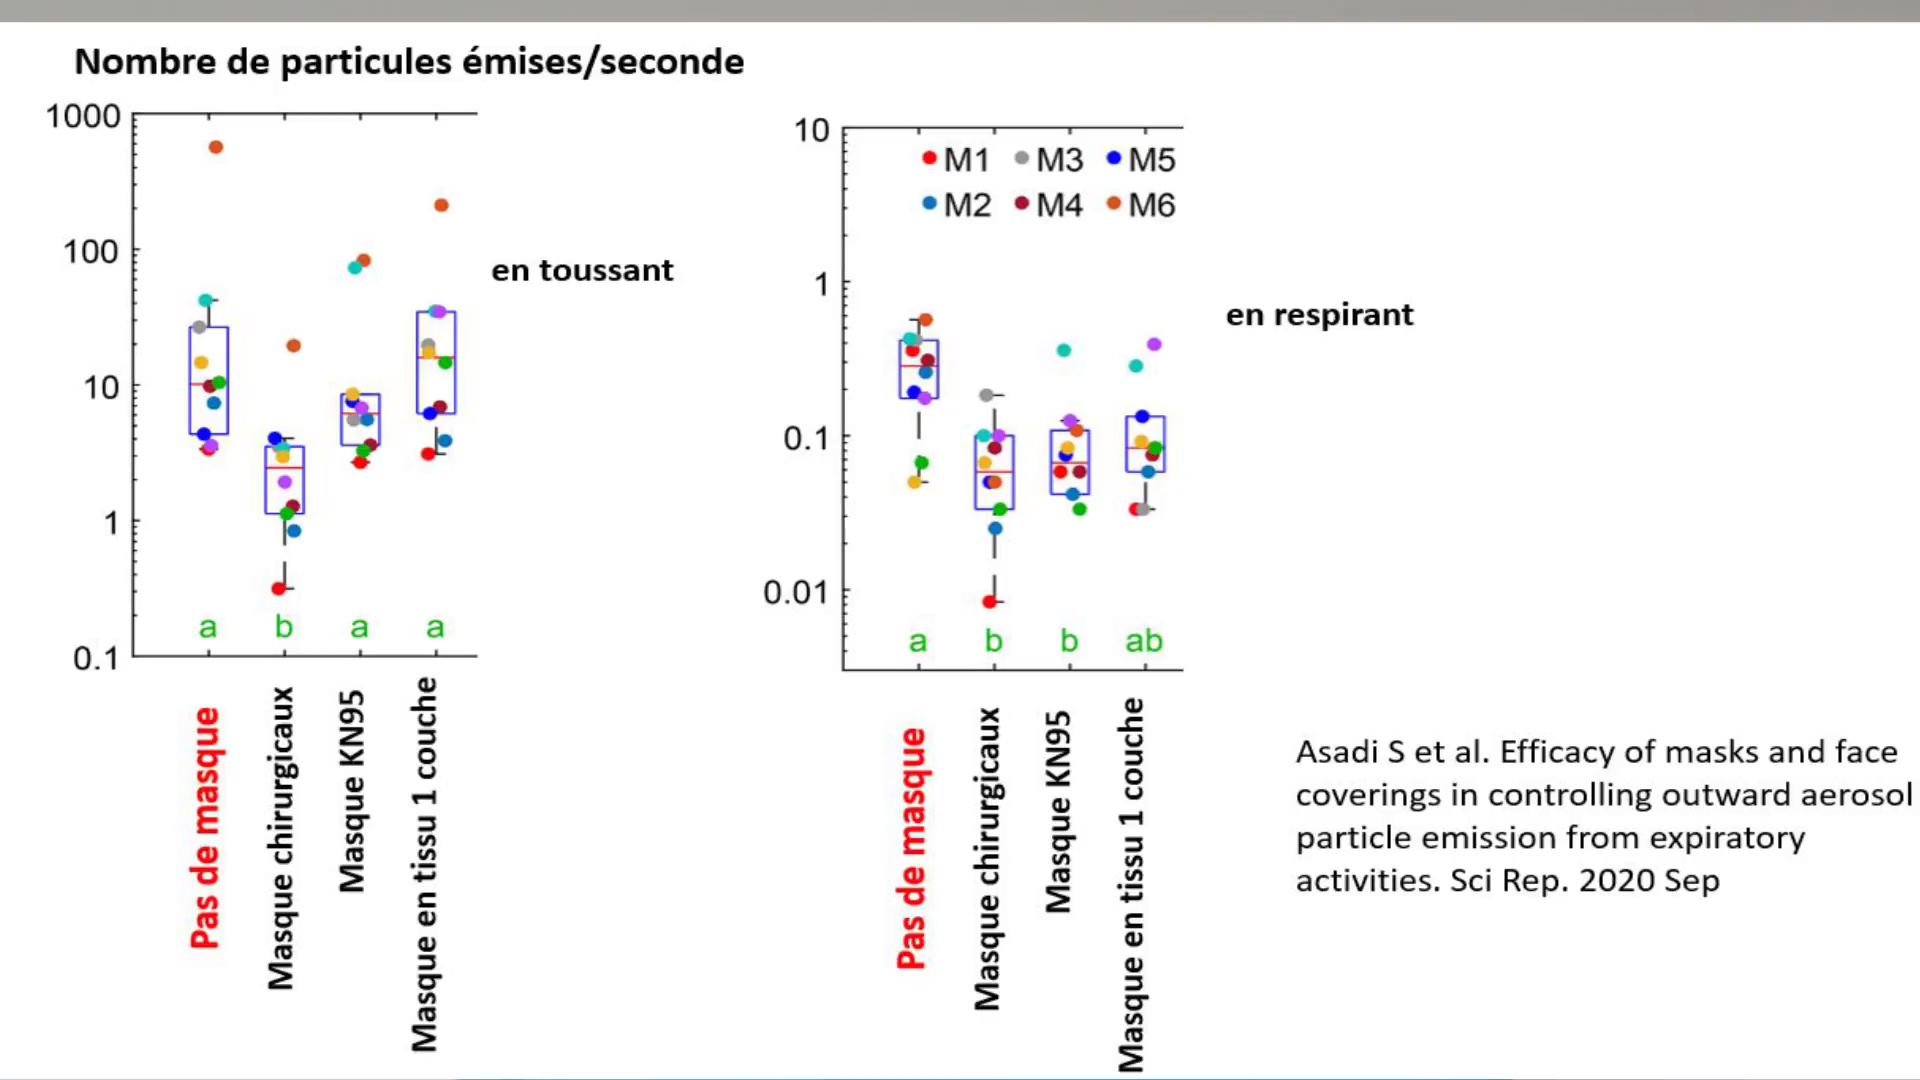 Nombre de particules émises/seconde
1000
100
10
1
0.1
en toussant
a b a a
Pas de masque
Masque chirurgicaux
Masque KN95
Masque en tissu 1 couche
10
1
0.1
0.01
M1 M3 M5
M2 M4 M6
en respirant
a b b ab
Pas de masque
Masque chirurgicaux
Masque KN95
Masque en tissu 1 couche
Asadi S et al. Efficacy of masks and face
coverings in controlling outward aerosol
particle emission from expiratory
activities. Sci Rep. 2020 Sep